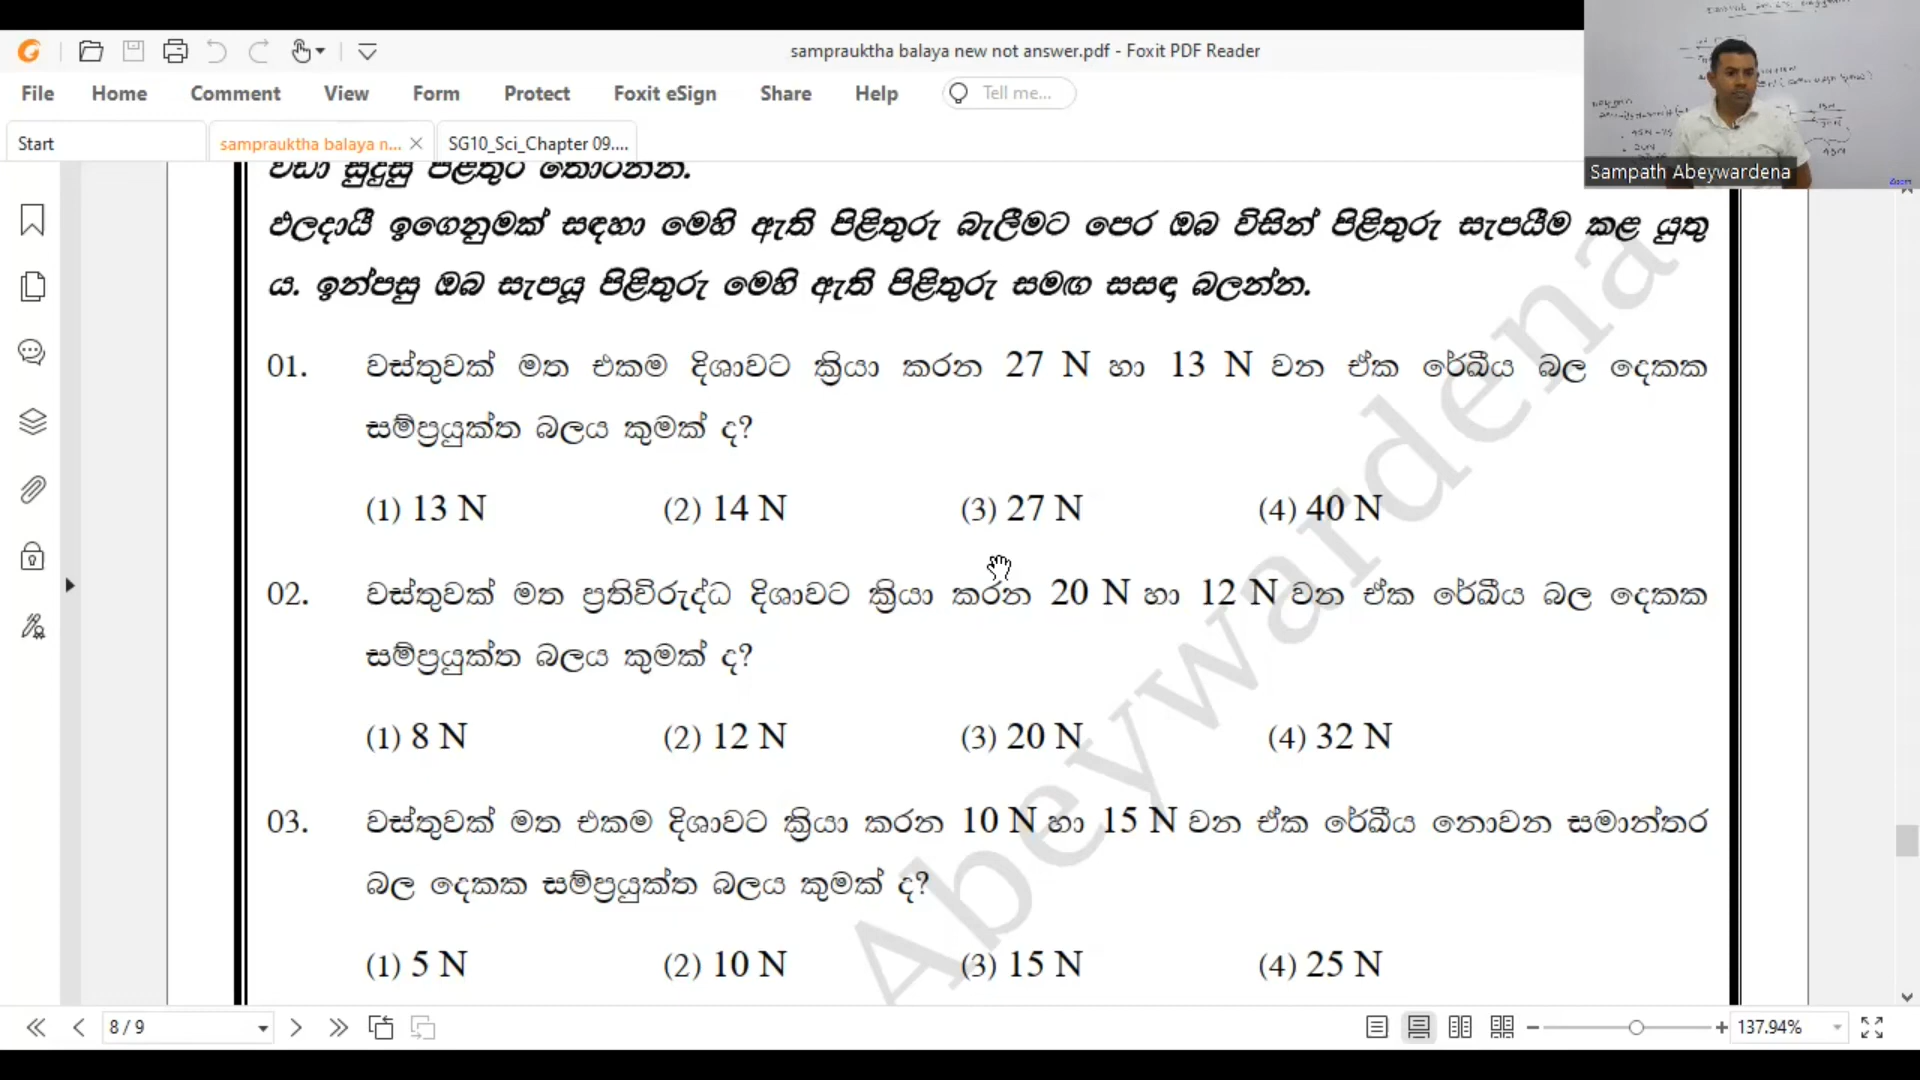 samprauktha balaya new not answer.pdf - Foxit PDF Reader
File Home Comment View Form Protect Foxit eSign Share Help Tell me...
Start samprauktha balaya n... SG10_Sci_Chapter 09....
Sampath Abeywardena
වඩා සුදුසු පිළිතුර තෝරන්න.
ඵලදායී ඉගෙනුමක් සඳහා මෙහි ඇති පිළිතුරු බැලීමට පෙර ඔබ විසින් පිළිතුරු සැපයීම කළ යුතු
ය. ඉන්පසු ඔබ සැපයූ පිළිතුරු මෙහි ඇති පිළිතුරු සමඟ සසඳා බලන්න.
01. වස්තුවක් මත එකම දිශාවට ක්‍රියා කරන 27 N හා 13 N වන ඒක රේඛීය බල දෙකක
සම්ප්‍රයුක්ත බලය කුමක් ද?
(1) 13 N (2) 14 N (3) 27 N (4) 40 N
02. වස්තුවක් මත ප්‍රතිවිරුද්ධ දිශාවට ක්‍රියා කරන 20 N හා 12 N වන ඒක රේඛීය බල දෙකක
සම්ප්‍රයුක්ත බලය කුමක් ද?
(1) 8 N (2) 12 N (3) 20 N (4) 32 N
03. වස්තුවක් මත එකම දිශාවට ක්‍රියා කරන 10 N හා 15 N වන ඒක රේඛීය නොවන සමාන්තර
බල දෙකක සම්ප්‍රයුක්ත බලය කුමක් ද?
(1) 5 N (2) 10 N (3) 15 N (4) 25 N
Abeywardena
8 / 9 137.94%